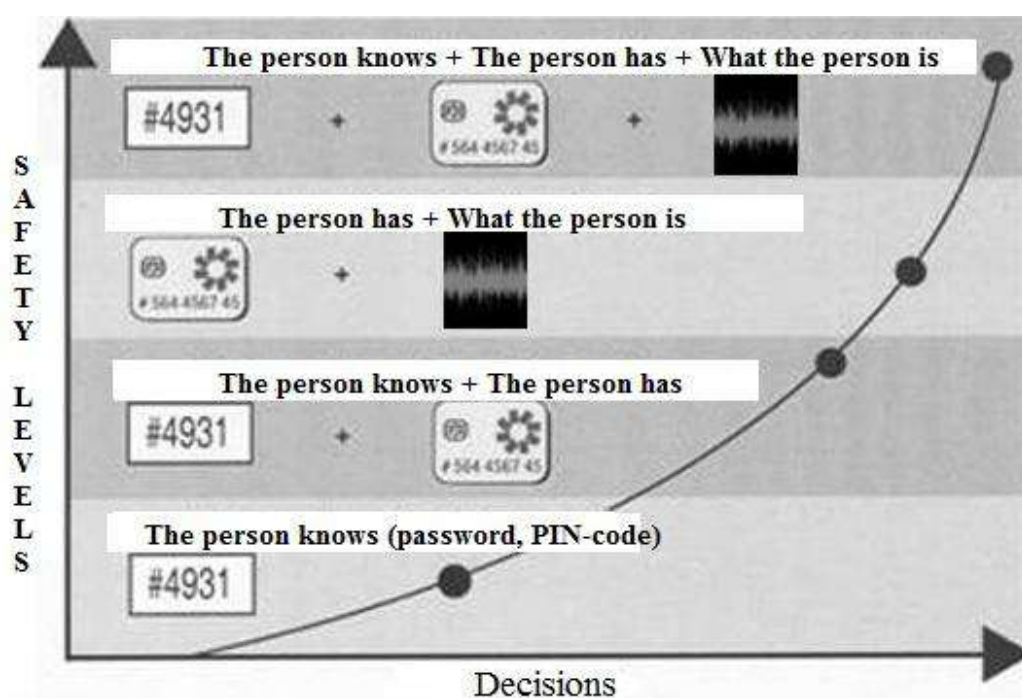 The person knows + The person has + What the person is
#4931 + # 564 4567 45 +
The person has + What the person is
# 564 4567 45 +
The person knows + The person has
#4931 + # 564 4567 45
The person knows (password, PIN-code)
#4931
SAFETY LEVELS
Decisions